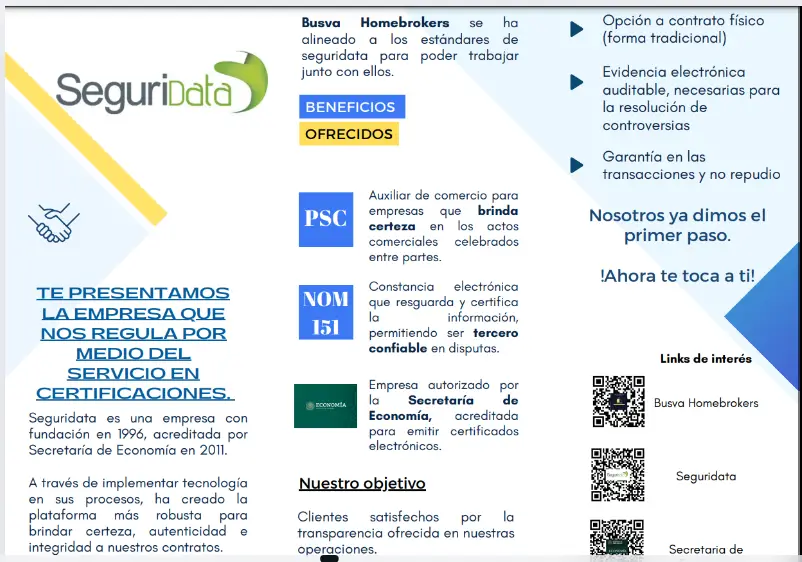 SeguriData
TE PRESENTAMOS
LA EMPRESA QUE
NOS REGULA POR
MEDIO DEL
SERVICIO EN
CERTIFICACIONES.
Seguridata es una empresa con
fundación en 1996, acreditada por
Secretaría de Economía en 2011.
A través de implementar tecnología
en sus procesos, ha creado la
plataforma más robusta para
brindar certeza, autenticidad e
integridad a nuestros contratos.
Busva Homebrokers se ha
alineado a los estándares de
seguridata para poder trabajar
junto con ellos.
BENEFICIOS
OFRECIDOS
PSC
Auxiliar de comercio para
empresas que brinda
certeza en los actos
comerciales celebrados
entre partes.
NOM
151
Constancia electrónica
que resguarda y certifica
la información,
permitiendo ser tercero
confiable en disputas.
ECONOMÍA
Empresa autorizado por
la Secretaría de
Economía, acreditada
para emitir certificados
electrónicos.
Nuestro objetivo
Clientes satisfechos por la
transparencia ofrecida en nuestras
operaciones.
Opción a contrato físico
(forma tradicional)
Evidencia electrónica
auditable, necesarias para
la resolución de
controversias
Garantía en las
transacciones y no repudio
Nosotros ya dimos el
primer paso.
!Ahora te toca a ti!
Links de interés
Busva Homebrokers
Seguridata
Secretaria de